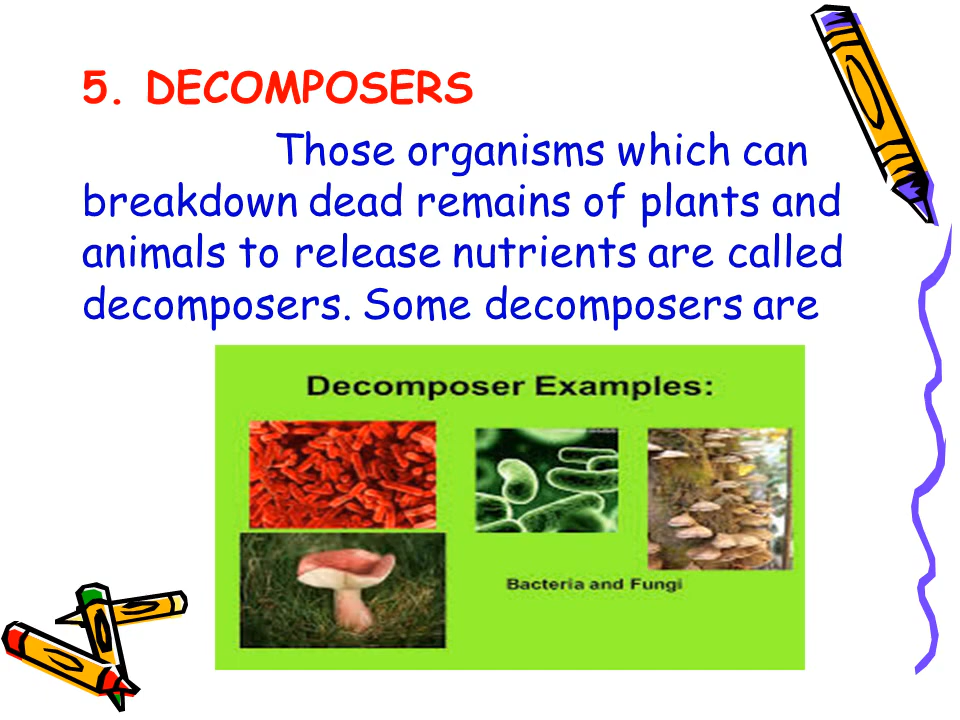 5. DECOMPOSERS
Those organisms which can
breakdown dead remains of plants and
animals to release nutrients are called
decomposers. Some decomposers are
Decomposer Examples:
Bacteria and Fungi